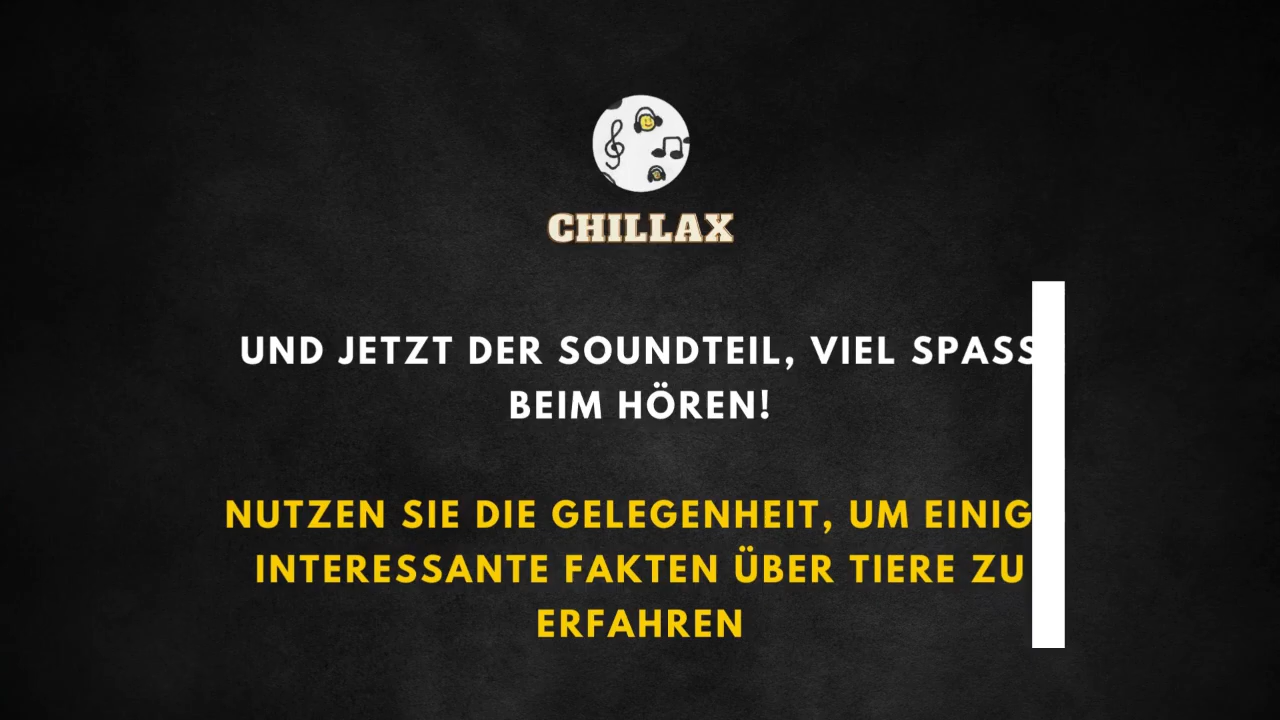 CHILLAX
UND JETZT DER SOUNDTEIL, VIEL SPASS
BEIM HÖREN!
NUTZEN SIE DIE GELEGENHEIT, UM EINIG
INTERESSANTE FAKTEN ÜBER TIERE ZU
ERFAHREN